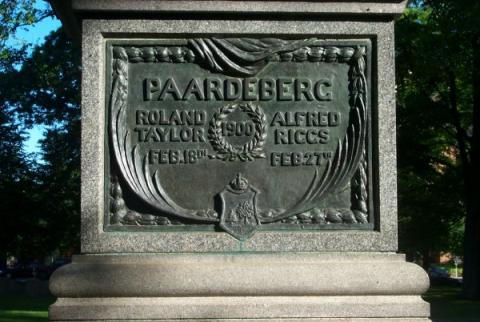 PAARDEBERG
ROLAND TAYLOR
FEB. 18TH
1900
ALFRED RIGGS
FEB. 27TH